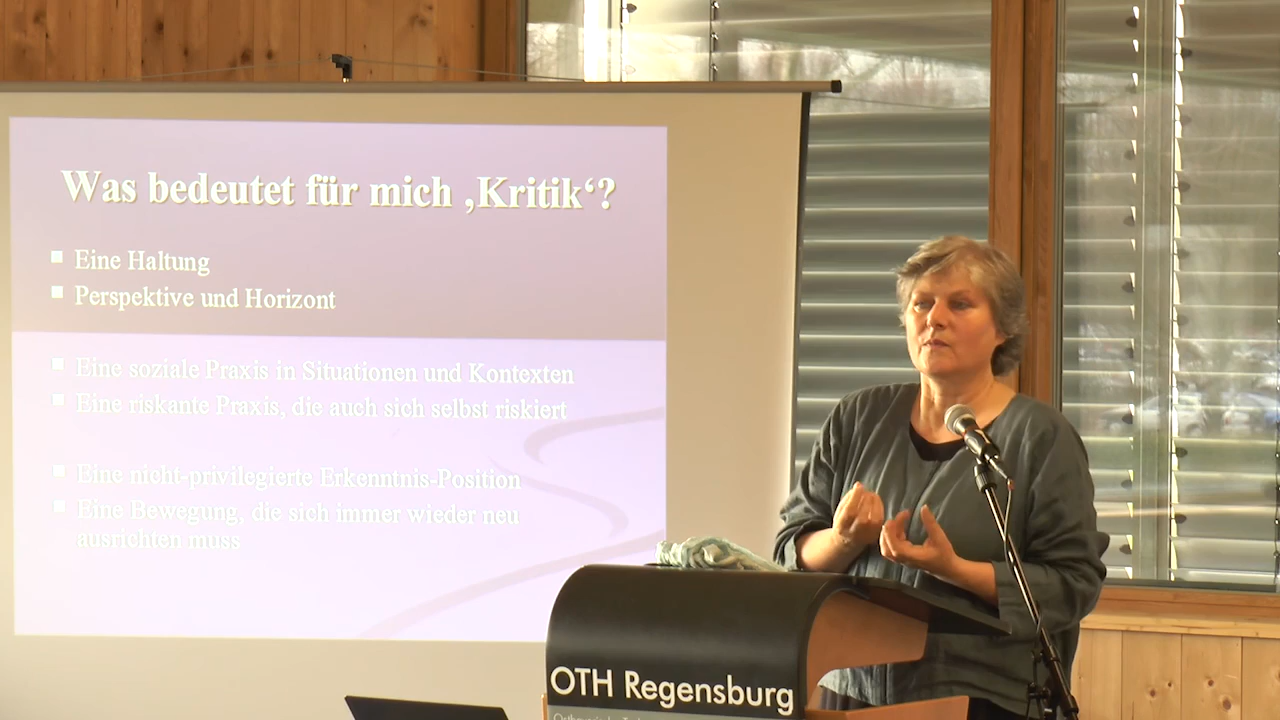 Was bedeutet für mich ‚Kritik‘?
Eine Haltung
Perspektive und Horizont
Eine soziale Praxis in Situationen und Kontexten
Eine riskante Praxis, die auch sich selbst riskiert
Eine nicht-privilegierte Erkenntnis-Position
Eine Bewegung, die sich immer wieder neu
ausrichten muss
OTH Regensburg